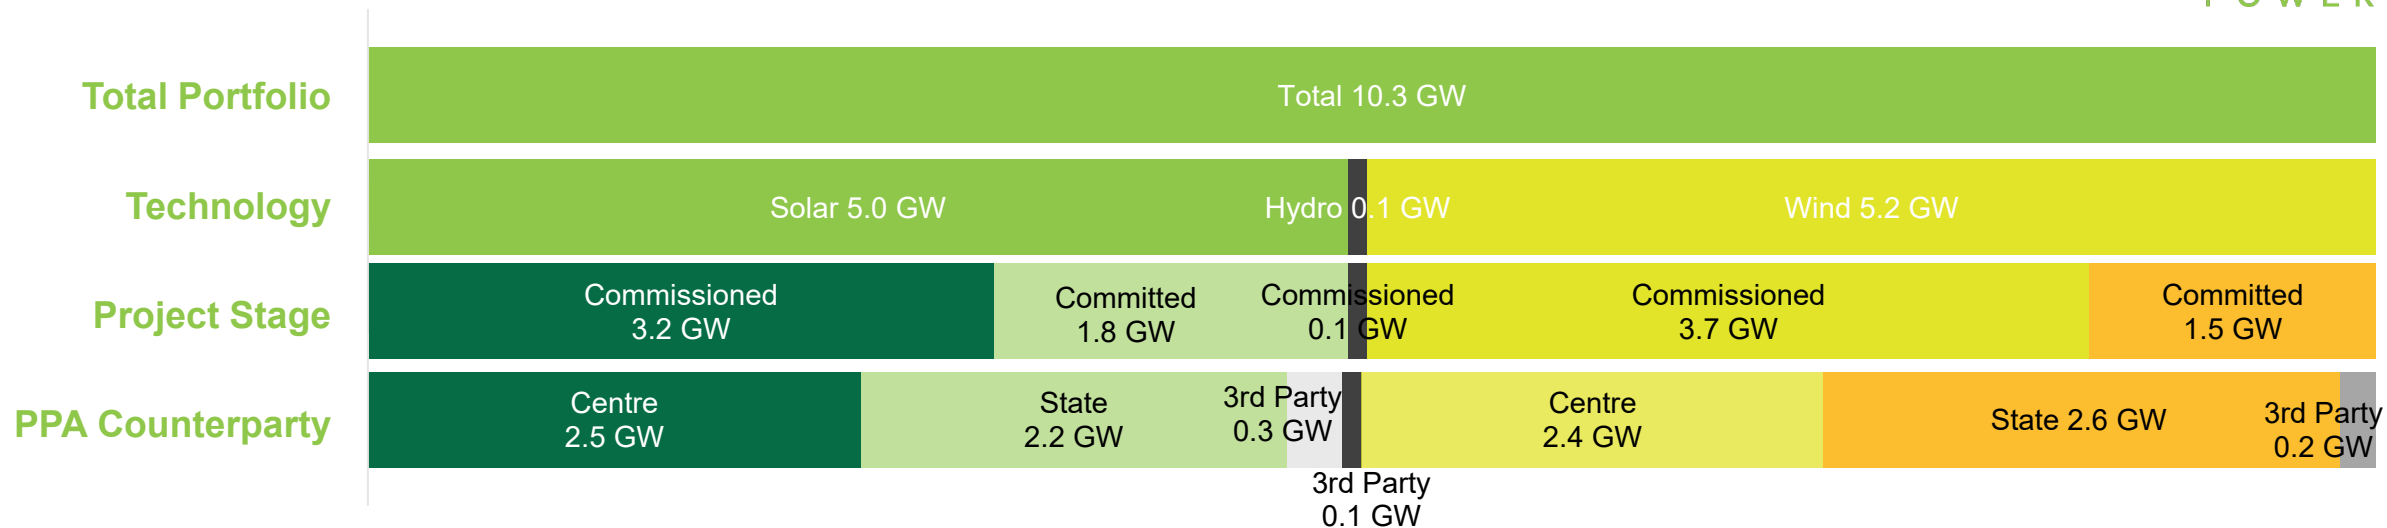 POWER
Total Portfolio
Total 10.3 GW
Technology
Solar 5.0 GW
Hydro 0.1 GW
Wind 5.2 GW
Project Stage
Commissioned
3.2 GW
Committed
1.8 GW
Commissioned
0.1 GW
Commissioned
3.7 GW
Committed
1.5 GW
PPA Counterparty
Centre
2.5 GW
State
2.2 GW
3rd Party
0.3 GW
3rd Party
0.1 GW
Centre
2.4 GW
State 2.6 GW
3rd Party
0.2 GW